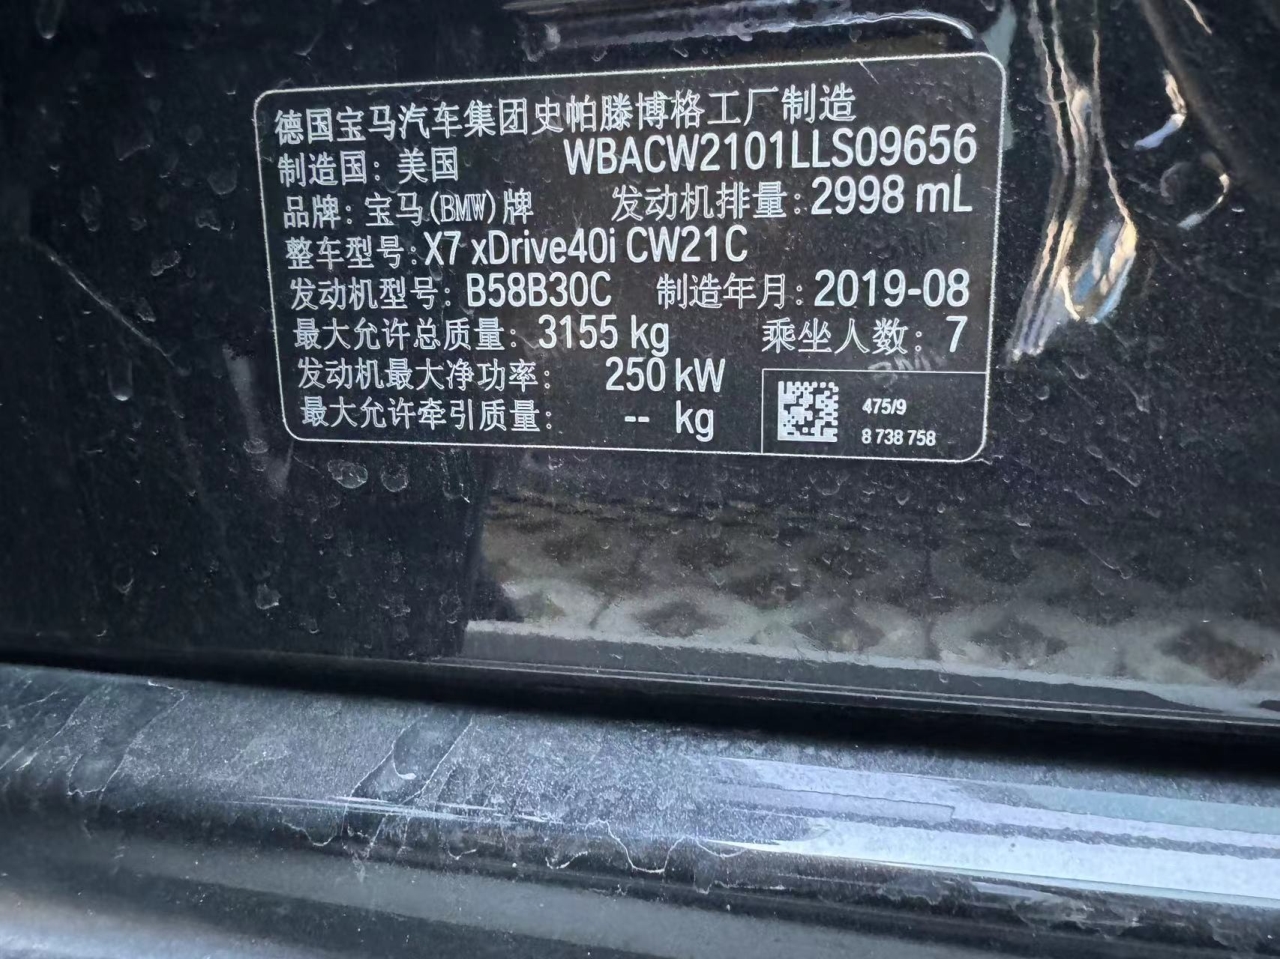 德国宝马汽车集团史帕滕博格工厂制造
制造国: 美国 WBACW2101LLS09656
品牌: 宝马(BMW)牌 发动机排量: 2998 mL
整车型号: X7 xDrive40i CW21C
发动机型号: B58B30C 制造年月: 2019-08
最大允许总质量: 3155 kg 乘坐人数: 7
发动机最大净功率: 250 kW
最大允许牵引质量: -- kg
475/9
8 738 758